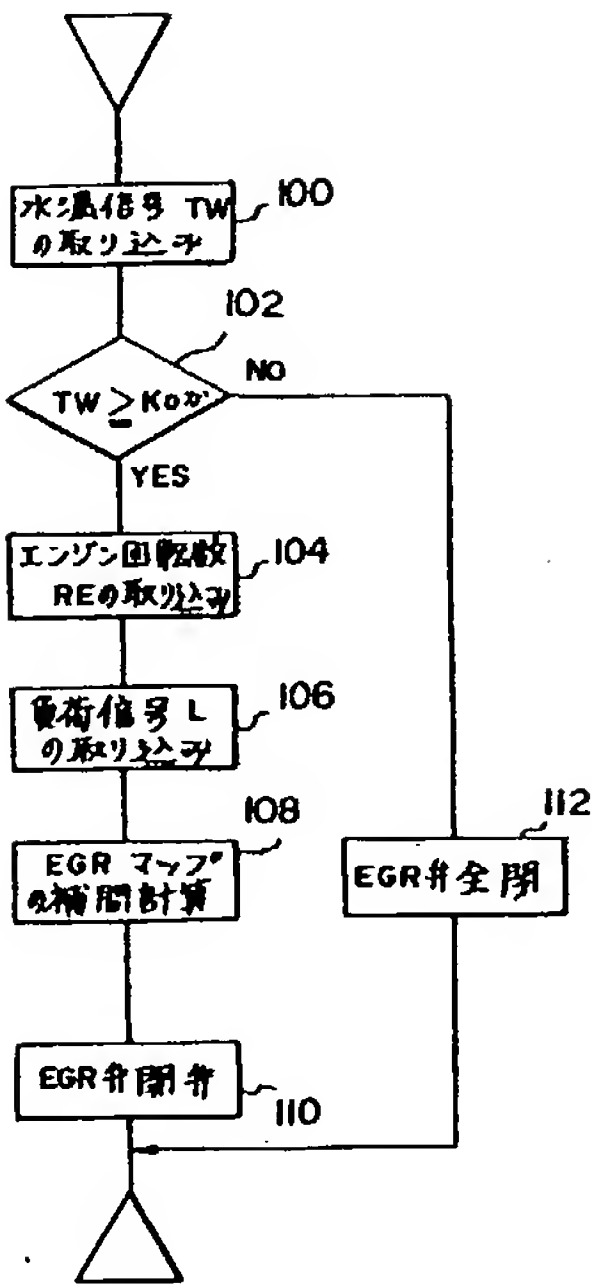 水温信号 TW
の取り込み
100
102
TW ≧ Koか
NO
YES
エンジン回転数
REの取り込み
104
負荷信号 L
の取り込み
106
108
EGR マップ
の補間計算
112
EGR弁全閉
EGR弁開弁
110